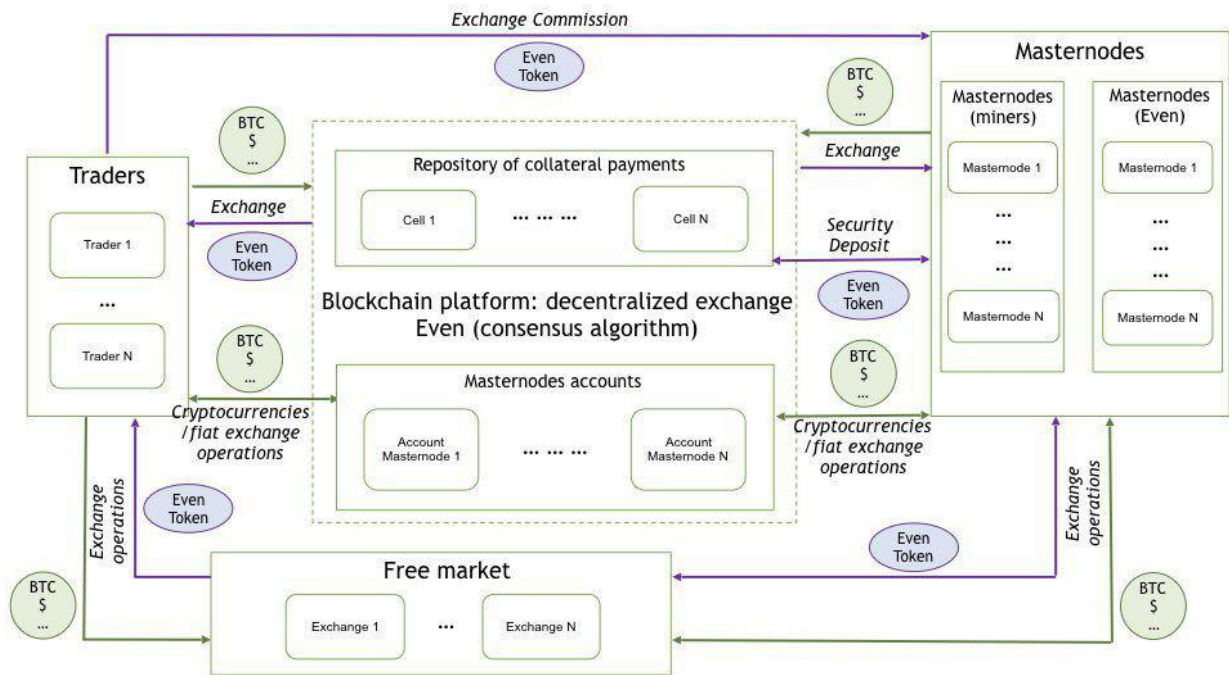 Exchange Commission
Even
Token
Masternodes
Masternodes
(miners)
Masternode 1
...
...
...
Masternode N
Masternodes
(Even)
Masternode 1
...
...
...
Masternode N
BTC
$
...
BTC
$
...
Traders
Trader 1
...
Trader N
Exchange
Even
Token
Repository of collateral payments
Cell 1
... ... ...
Cell N
Exchange
Security
Deposit
Even
Token
Blockchain platform: decentralized exchange
Even (consensus algorithm)
BTC
$
...
Cryptocurrencies
/fiat exchange
operations
Masternodes accounts
Account
Masternode 1
... ... ...
Account
Masternode N
BTC
$
...
Cryptocurrencies
/fiat exchange
operations
Exchange
operations
Even
Token
BTC
$
...
Free market
Exchange 1
...
Exchange N
Even
Token
Exchange
operations
BTC
$
...